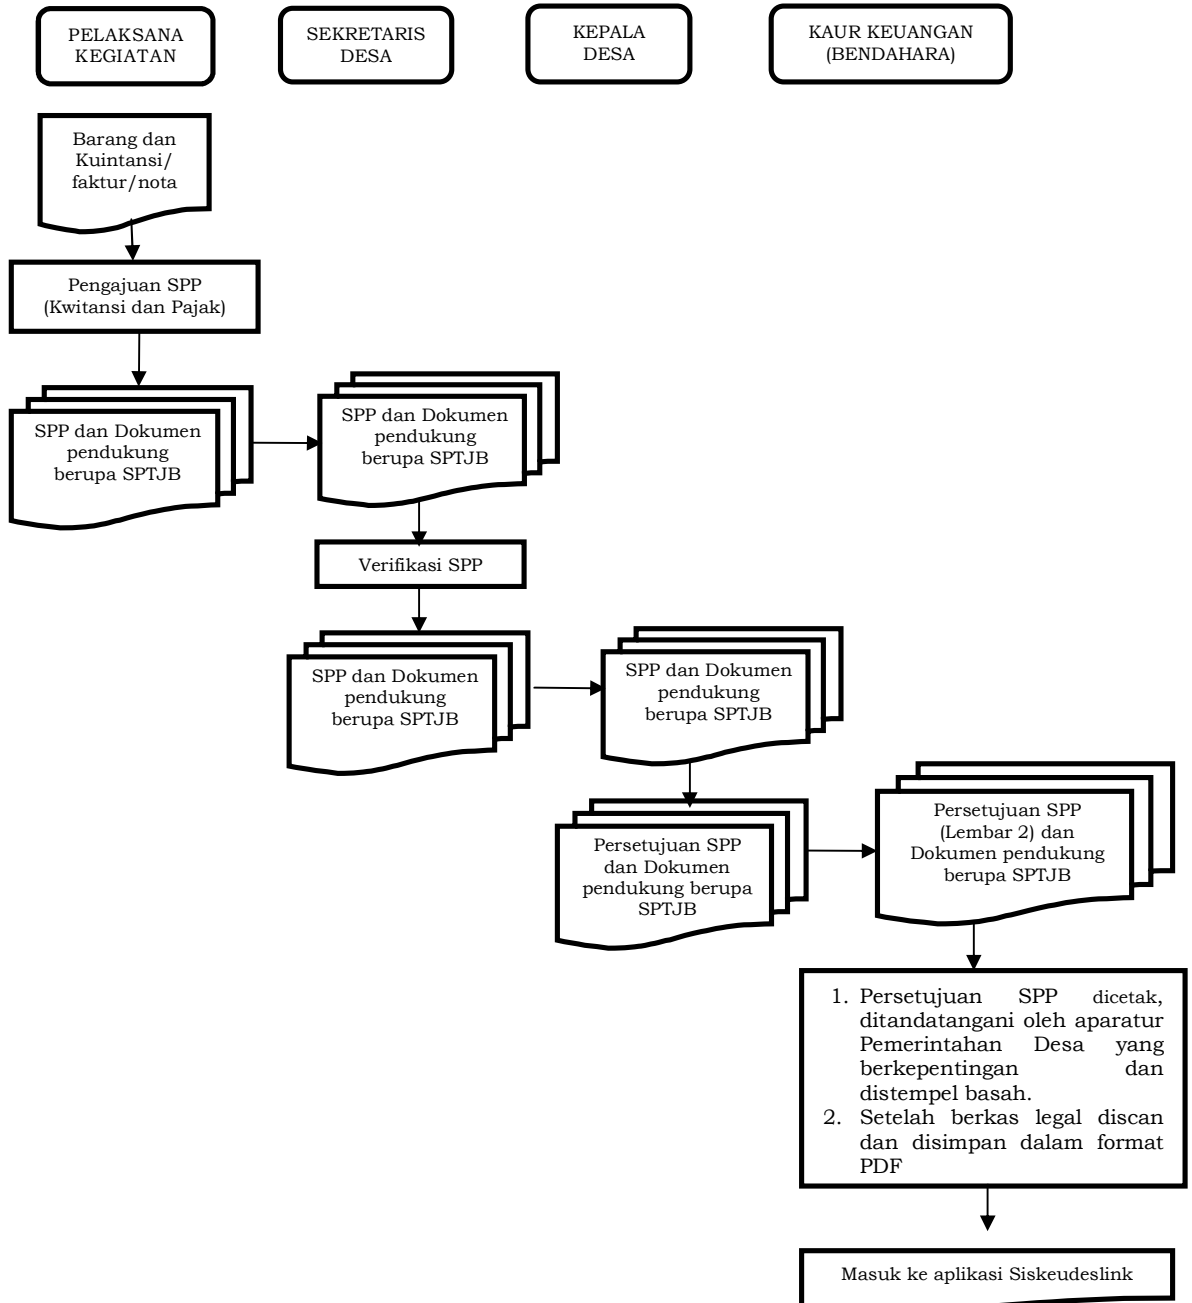 PELAKSANA
KEGIATAN
SEKRETARIS
DESA
KEPALA
DESA
KAUR KEUANGAN
(BENDAHARA)
Barang dan
Kuintansi/
faktur/nota
Pengajuan SPP
(Kwitansi dan Pajak)
SPP dan Dokumen
pendukung
berupa SPTJB
SPP dan Dokumen
pendukung
berupa SPTJB
Verifikasi SPP
SPP dan Dokumen
pendukung
berupa SPTJB
SPP dan Dokumen
pendukung
berupa SPTJB
Persetujuan SPP
dan Dokumen
pendukung berupa
SPTJB
Persetujuan SPP
(Lembar 2) dan
Dokumen pendukung
berupa SPTJB
1. Persetujuan SPP dicetak,
ditandatangani oleh aparatur
Pemerintahan Desa yang
berkepentingan dan
distempel basah.
2. Setelah berkas legal discan
dan disimpan dalam format
PDF
Masuk ke aplikasi Siskeudeslink